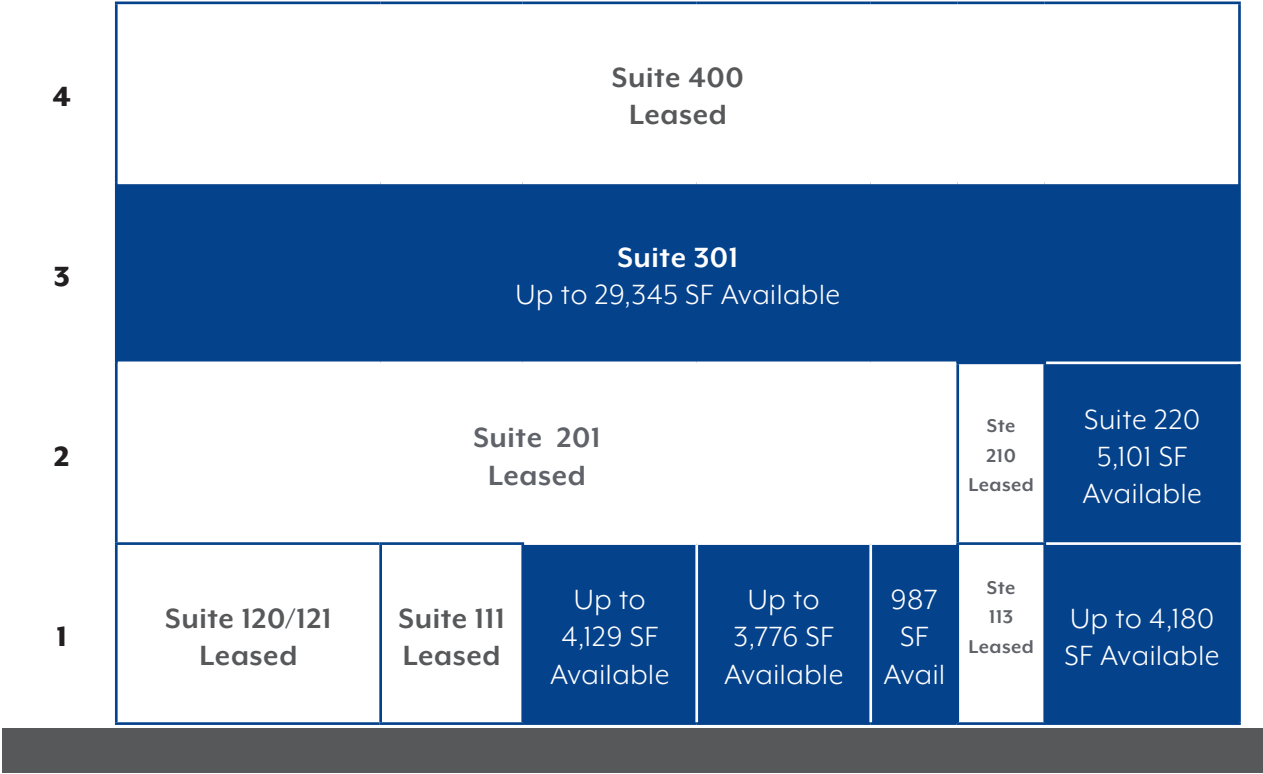 4
Suite 400
Leased
3
Suite 301
Up to 29,345 SF Available
2
Suite 201
Leased
Ste
210
Leased
Suite 220
5,101 SF
Available
1
Suite 120/121
Leased
Suite 111
Leased
Up to
4,129 SF
Available
Up to
3,776 SF
Available
987
SF
Avail
Ste
113
Leased
Up to 4,180
SF Available